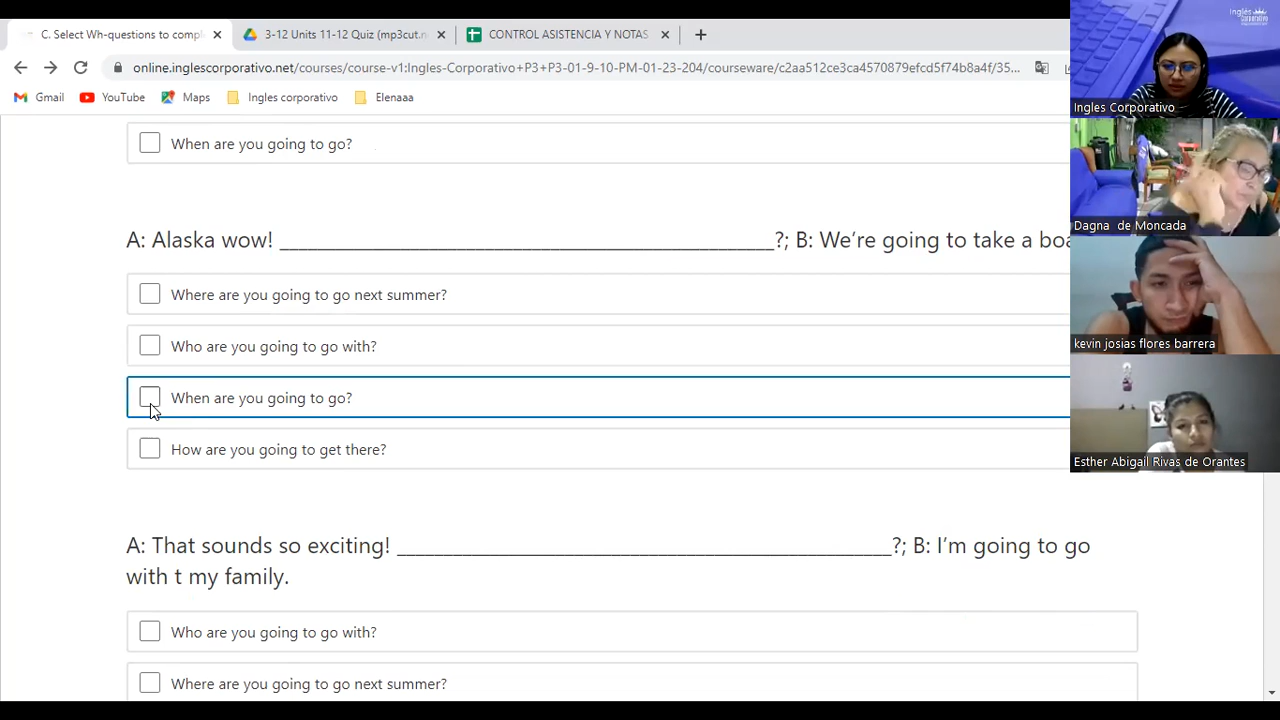 C. Select Wh-questions to compl
3-12 Units 11-12 Quiz (mp3cut.n
CONTROL ASISTENCIA Y NOTAS
online.inglescorporativo.net/courses/course-v1:Ingles-Corporativo+P3+P3-01-9-10-PM-01-23-204/courseware/c2aa512ce3ca4570879efcd5f74b8a4f/35...
Gmail
YouTube
Maps
Ingles corporativo
Elenaaa
Inglés
Corporativo
Ingles Corporativo
When are you going to go?
Dagna de Moncada
A: Alaska wow! ______________________________________________?; B: We’re going to take a boa
Where are you going to go next summer?
Who are you going to go with?
kevin josias flores barrera
When are you going to go?
How are you going to get there?
Esther Abigail Rivas de Orantes
A: That sounds so exciting! ______________________________________________?; B: I’m going to go
with t my family.
Who are you going to go with?
Where are you going to go next summer?